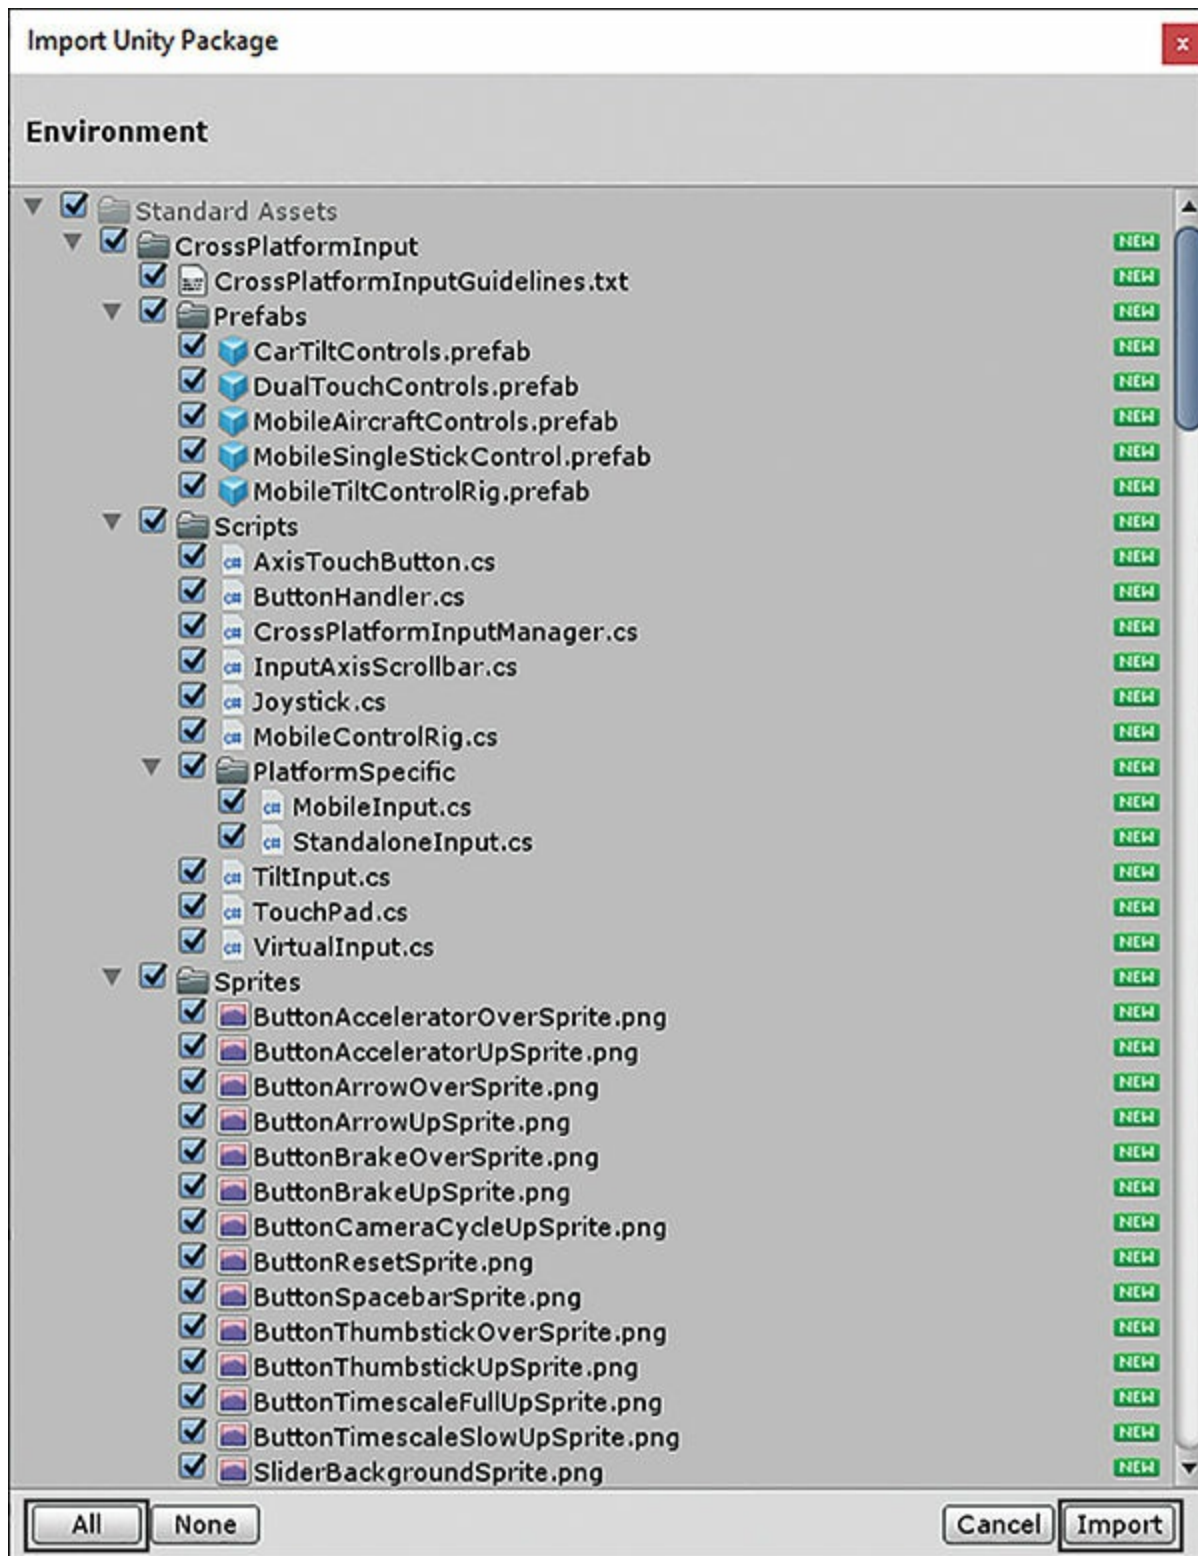 Import Unity Package
x
Environment
Standard Assets
CrossPlatformInput NEW
CrossPlatformInputGuidelines.txt NEW
Prefabs NEW
CarTiltControls.prefab NEW
DualTouchControls.prefab NEW
MobileAircraftControls.prefab NEW
MobileSingleStickControl.prefab NEW
MobileTiltControlRig.prefab NEW
Scripts NEW
C# AxisTouchButton.cs NEW
C# ButtonHandler.cs NEW
C# CrossPlatformInputManager.cs NEW
C# InputAxisScrollbar.cs NEW
C# Joystick.cs NEW
C# MobileControlRig.cs NEW
PlatformSpecific NEW
C# MobileInput.cs NEW
C# StandaloneInput.cs NEW
C# TiltInput.cs NEW
C# TouchPad.cs NEW
C# VirtualInput.cs NEW
Sprites NEW
ButtonAcceleratorOverSprite.png NEW
ButtonAcceleratorUpSprite.png NEW
ButtonArrowOverSprite.png NEW
ButtonArrowUpSprite.png NEW
ButtonBrakeOverSprite.png NEW
ButtonBrakeUpSprite.png NEW
ButtonCameraCycleUpSprite.png NEW
ButtonResetSprite.png NEW
ButtonSpacebarSprite.png NEW
ButtonThumbstickOverSprite.png NEW
ButtonThumbstickUpSprite.png NEW
ButtonTimescaleFullUpSprite.png NEW
ButtonTimescaleSlowUpSprite.png NEW
SliderBackgroundSprite.png NEW
All None Cancel Import